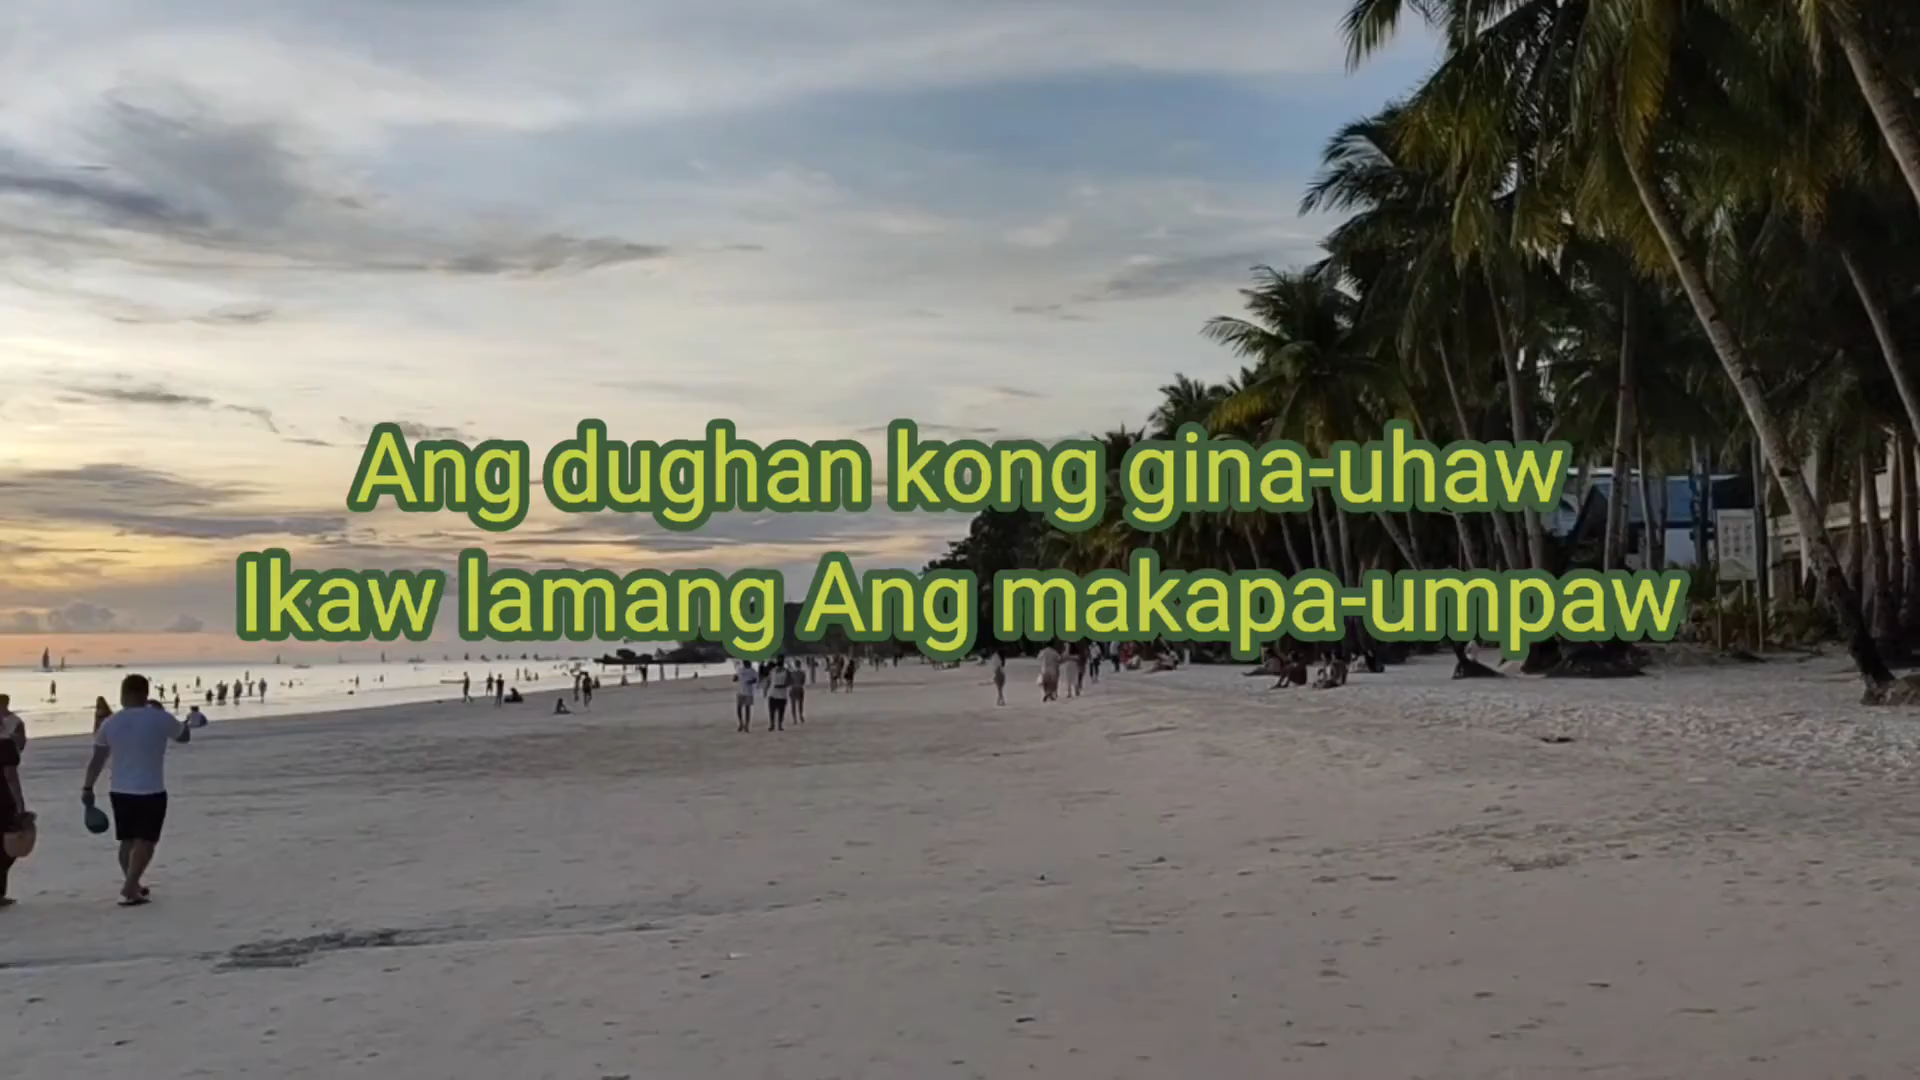 Ang dughan kong gina-uhaw
Ikaw lamang Ang makapa-umpaw